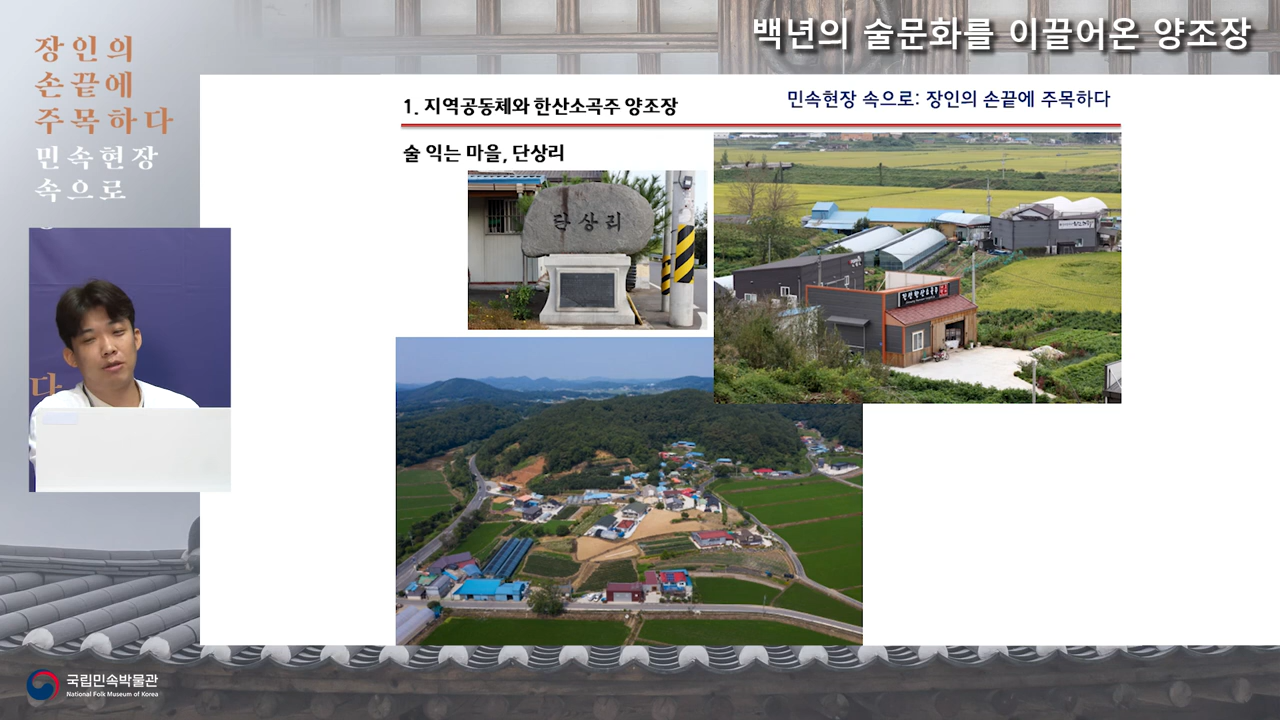 백년의 술문화를 이끌어온 양조장
장인의
손끝에
주목하다
민속현장
속으로
1. 지역공동체와 한산소곡주 양조장
민속현장 속으로: 장인의 손끝에 주목하다
술 익는 마을, 단상리
단상리
다
국립민속박물관
National Folk Museum of Korea